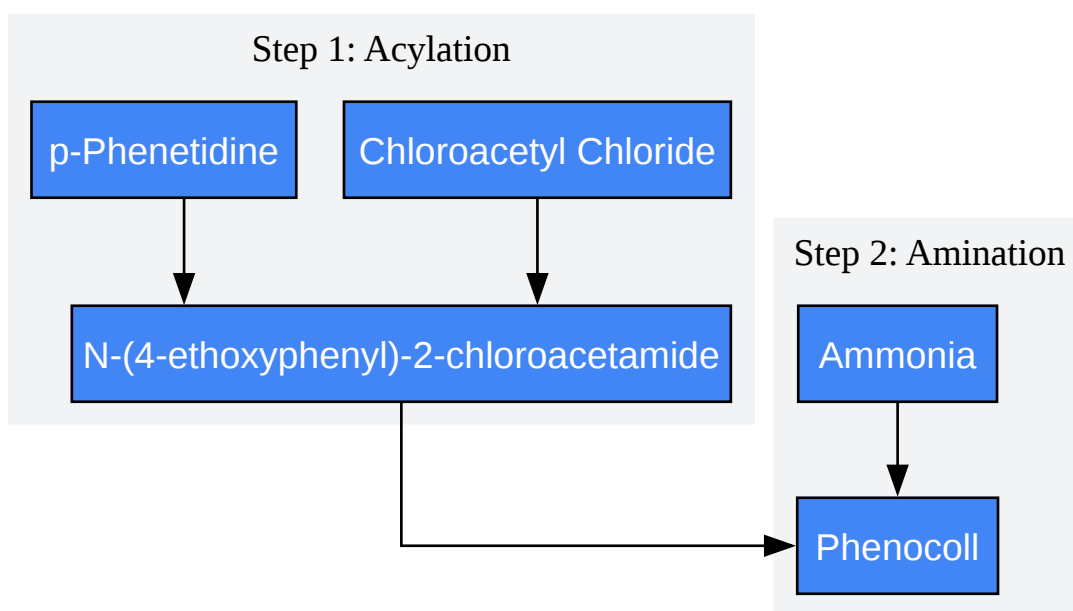 Step 1: Acylation
p-Phenetidine
Chloroacetyl Chloride
N-(4-ethoxyphenyl)-2-chloroacetamide
Step 2: Amination
Ammonia
Phenocoll